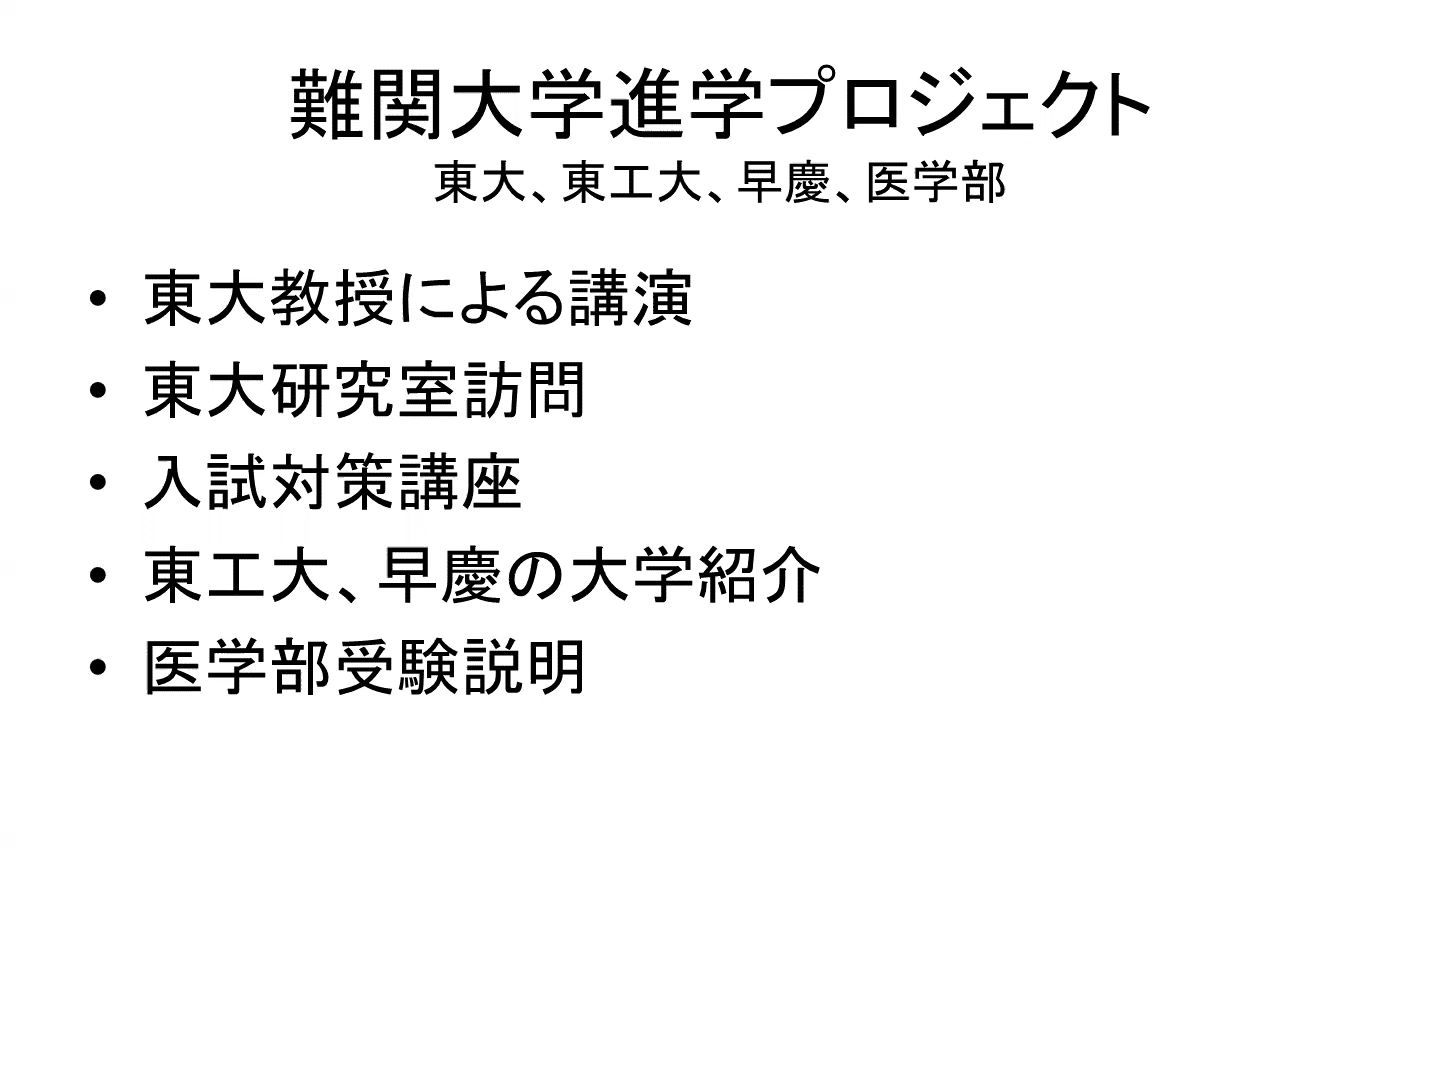 難関大学進学プロジェクト
東大、東工大、早慶、医学部
• 東大教授による講演
• 東大研究室訪問
• 入試対策講座
• 東工大、早慶の大学紹介
• 医学部受験説明